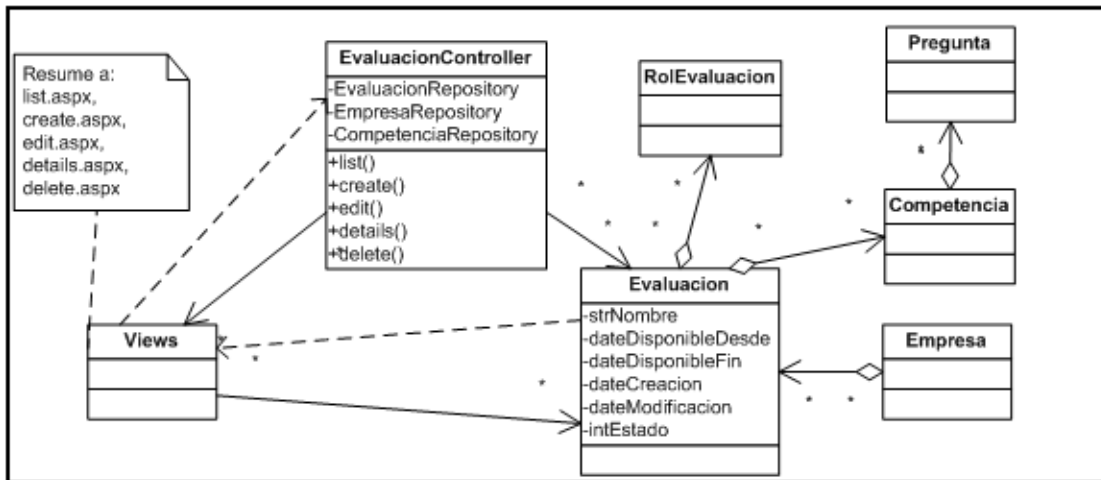 Resume a:
list.aspx,
create.aspx,
edit.aspx,
details.aspx,
delete.aspx
EvaluacionController
-EvaluacionRepository
-EmpresaRepository
-CompetenciaRepository
+list()
+create()
+edit()
+details()
+delete()
*
RolEvaluacion
Pregunta
*
Competencia
*
*
*
*
*
*
Evaluacion
-strNombre
-dateDisponibleDesde
-dateDisponibleFin
-dateCreacion
-dateModificacion
-intEstado
Views
*
*
*
Empresa
*
*